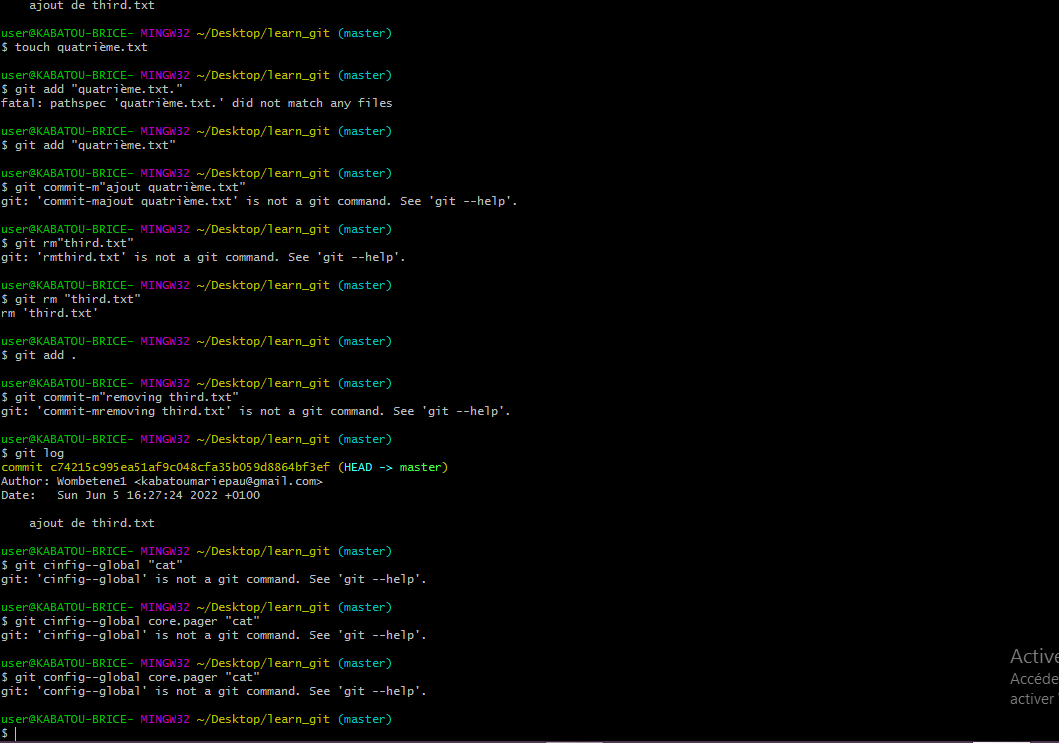 ajout de third.txt
user@KABATOU-BRICE- MINGW32 ~/Desktop/learn_git (master)
$ touch quatrième.txt
user@KABATOU-BRICE- MINGW32 ~/Desktop/learn_git (master)
$ git add "quatrième.txt."
fatal: pathspec 'quatrième.txt.' did not match any files
user@KABATOU-BRICE- MINGW32 ~/Desktop/learn_git (master)
$ git add "quatrième.txt"
user@KABATOU-BRICE- MINGW32 ~/Desktop/learn_git (master)
$ git commit-m"ajout quatrième.txt"
git: 'commit-majout quatrième.txt' is not a git command. See 'git --help'.
user@KABATOU-BRICE- MINGW32 ~/Desktop/learn_git (master)
$ git rm"third.txt"
git: 'rmthird.txt' is not a git command. See 'git --help'.
user@KABATOU-BRICE- MINGW32 ~/Desktop/learn_git (master)
$ git rm "third.txt"
rm 'third.txt'
user@KABATOU-BRICE- MINGW32 ~/Desktop/learn_git (master)
$ git add .
user@KABATOU-BRICE- MINGW32 ~/Desktop/learn_git (master)
$ git commit-m"removing third.txt"
git: 'commit-mremoving third.txt' is not a git command. See 'git --help'.
user@KABATOU-BRICE- MINGW32 ~/Desktop/learn_git (master)
$ git log
commit c74215c995ea51af9c048cfa35b059d8864bf3ef (HEAD -> master)
Author: Wombetene1 <kabatoumariepau@gmail.com>
Date:   Sun Jun 5 16:27:24 2022 +0100
ajout de third.txt
user@KABATOU-BRICE- MINGW32 ~/Desktop/learn_git (master)
$ git cinfig--global "cat"
git: 'cinfig--global' is not a git command. See 'git --help'.
user@KABATOU-BRICE- MINGW32 ~/Desktop/learn_git (master)
$ git cinfig--global core.pager "cat"
git: 'cinfig--global' is not a git command. See 'git --help'.
user@KABATOU-BRICE- MINGW32 ~/Desktop/learn_git (master)
$ git config--global core.pager "cat"
git: 'config--global' is not a git command. See 'git --help'.
user@KABATOU-BRICE- MINGW32 ~/Desktop/learn_git (master)
$
Active
Accéde
activer